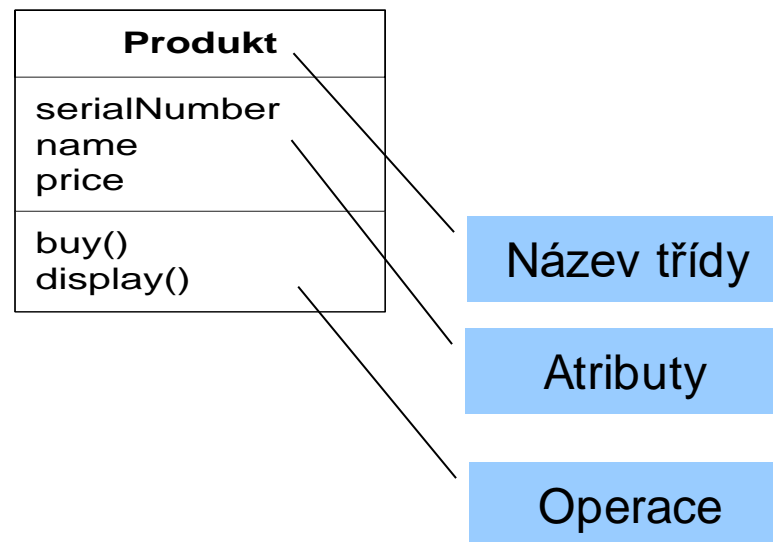 Produkt
serialNumber
name
price
buy()
display()
Název třídy
Atributy
Operace